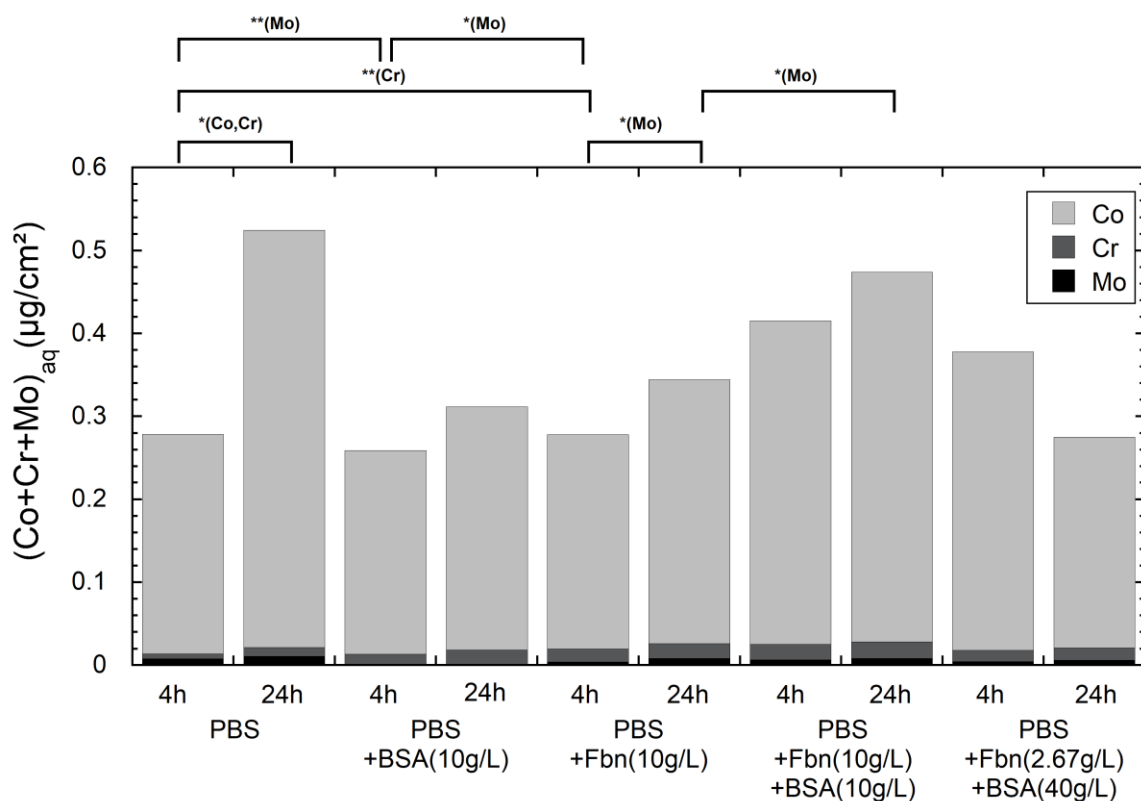 **(Mo) *(Mo)
**(Cr) *(Mo)
*(Co,Cr) *(Mo)
(Co+Cr+Mo)aq(µg/cm²)
0.6
0.5
0.4
0.3
0.2
0.1
0
Co
Cr
Mo
4h 24h 4h 24h 4h 24h 4h 24h 4h 24h
PBS PBS PBS PBS PBS
+BSA(10g/L) +Fbn(10g/L) +Fbn(10g/L) +Fbn(2.67g/L)
+BSA(10g/L) +BSA(40g/L)